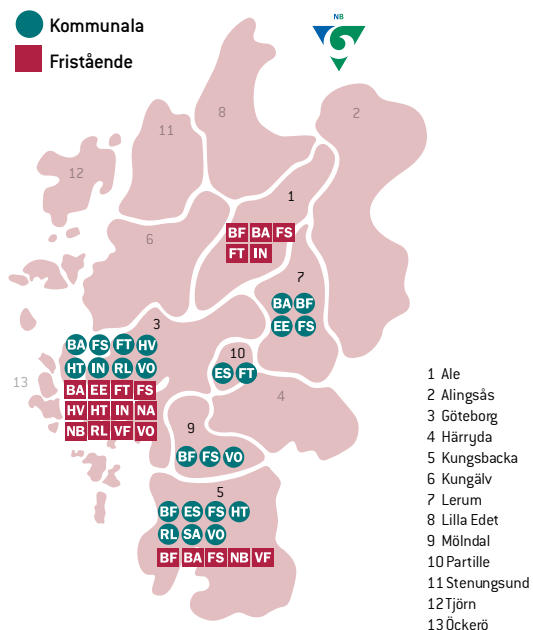 NB
Kommunala
Fristående
8
2
11
12
1
BF BA FS
FT IN
6
7
BA BF
EE FS
3
BA FS FT HV
HT IN RL VO
BA EE FT FS
HV HT IN NA
NB RL VF VO
13
10
ES FT
4
9
BF FS VO
5
BF ES FS HT
RL SA VO
BF BA FS NB VF
1 Ale
2 Alingsås
3 Göteborg
4 Härryda
5 Kungsbacka
6 Kungälv
7 Lerum
8 Lilla Edet
9 Mölndal
10 Partille
11 Stenungsund
12 Tjörn
13 Öckerö